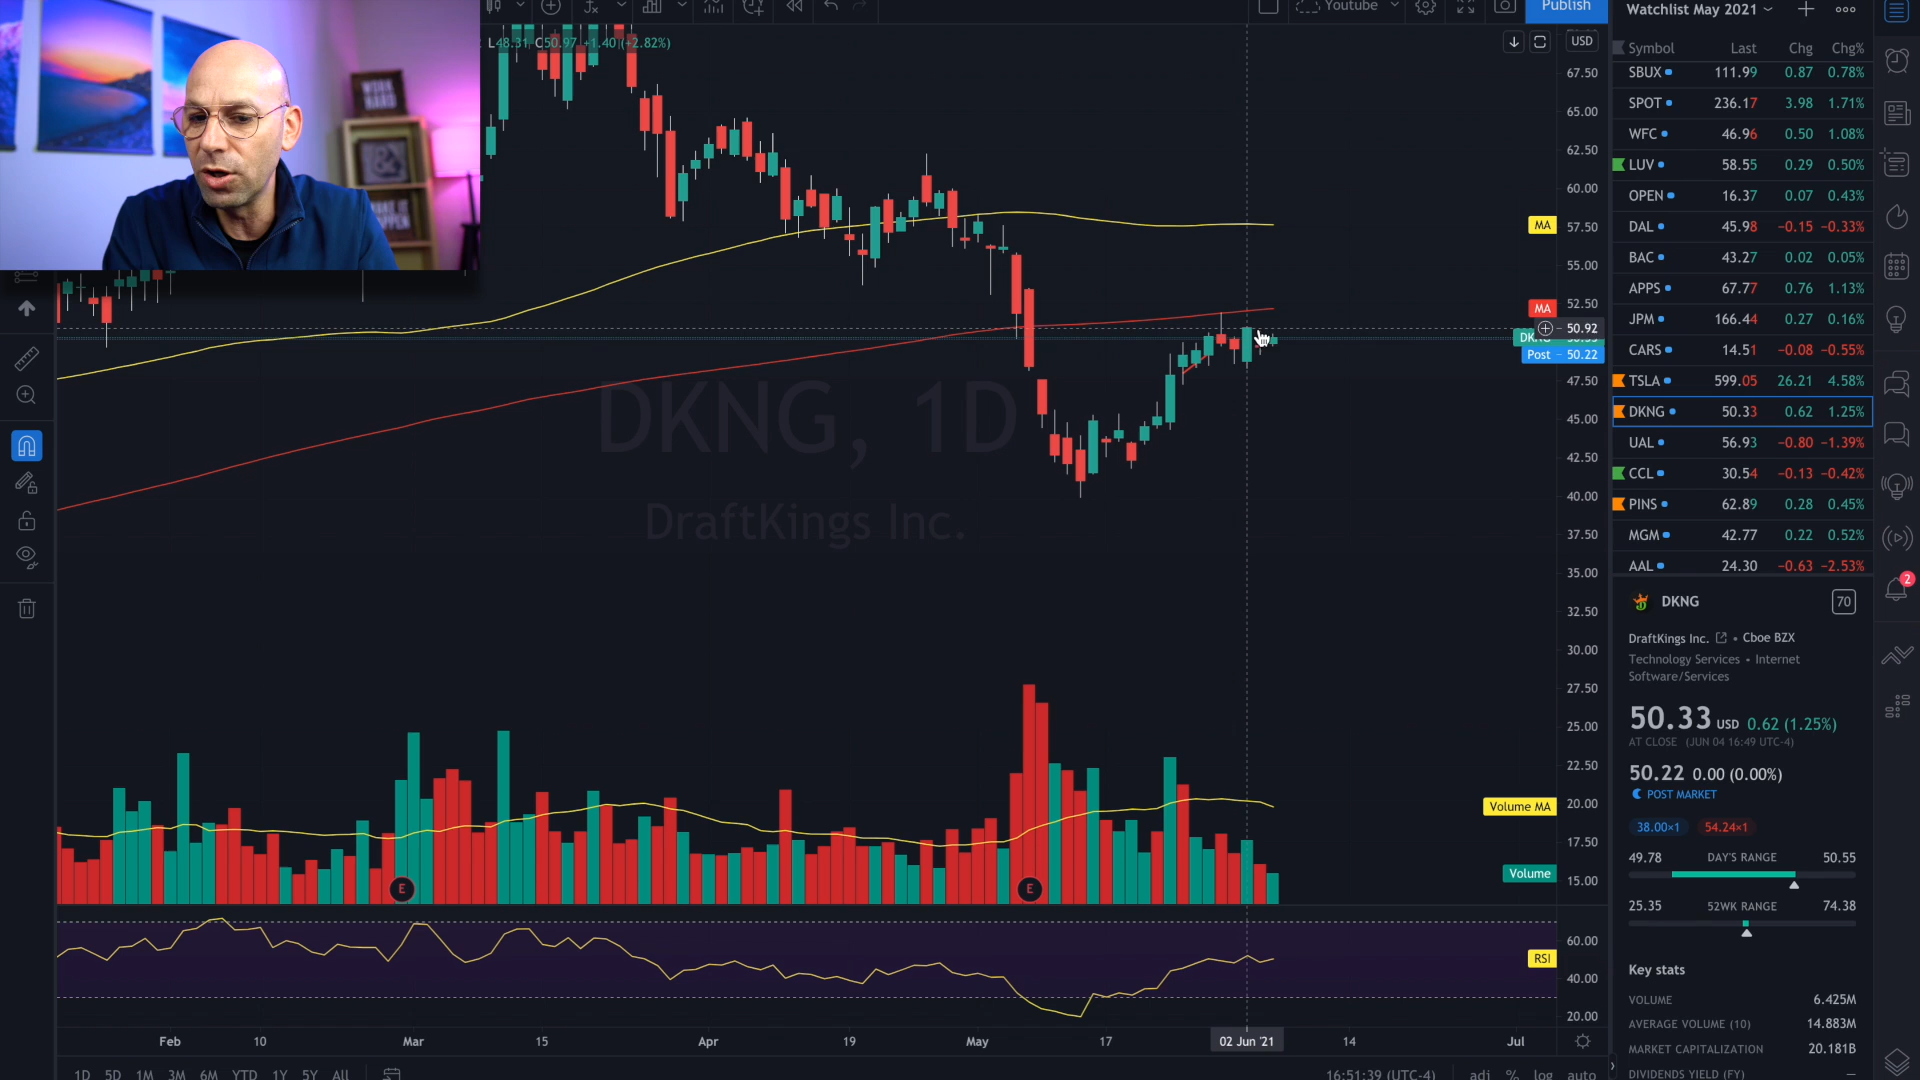 WORK
HARD
MAKE IT
HAPPEN
L48.31 C50.97 +1.40 (+2.82%)
Youtube
Publish
USD
67.50
65.00
62.50
60.00
57.50
55.00
52.50
50.92
47.50
45.00
42.50
40.00
37.50
35.00
32.50
30.00
27.50
25.00
22.50
20.00
17.50
15.00
60.00
40.00
20.00
MA
MA
Post 50.22
DKNG, 1D
DraftKings Inc.
Volume MA
Volume
E
E
RSI
Feb 10 Mar 15 Apr 19 May 17 02 Jun '21 14 Jul
1D 5D 1M 3M 6M YTD 1Y 5Y All
16:51:39 (UTC-4) adj % log auto
Watchlist May 2021
Symbol Last Chg Chg%
SBUX 111.99 0.87 0.78%
SPOT 236.17 3.98 1.71%
WFC 46.96 0.50 1.08%
LUV 58.55 0.29 0.50%
OPEN 16.37 0.07 0.43%
DAL 45.98 −0.15 −0.33%
BAC 43.27 0.02 0.05%
APPS 67.77 0.76 1.13%
JPM 166.44 0.27 0.16%
CARS 14.51 −0.08 −0.55%
TSLA 599.05 26.21 4.58%
DKNG 50.33 0.62 1.25%
UAL 56.93 −0.80 −1.39%
CCL 30.54 −0.13 −0.42%
PINS 62.89 0.28 0.45%
MGM 42.77 0.22 0.52%
AAL 24.30 −0.63 −2.53%
2
DKNG 70
DraftKings Inc. • Cboe BZX
Technology Services • Internet
Software/Services
50.33 USD 0.62 (1.25%)
AT CLOSE (JUN 04 16:49 UTC-4)
50.22 0.00 (0.00%)
POST MARKET
38.00×1 54.24×1
49.78 DAY'S RANGE 50.55
25.35 52WK RANGE 74.38
Key stats
VOLUME 6.425M
AVERAGE VOLUME (10) 14.883M
MARKET CAPITALIZATION 20.181B
DIVIDENDS YIELD (FY) —